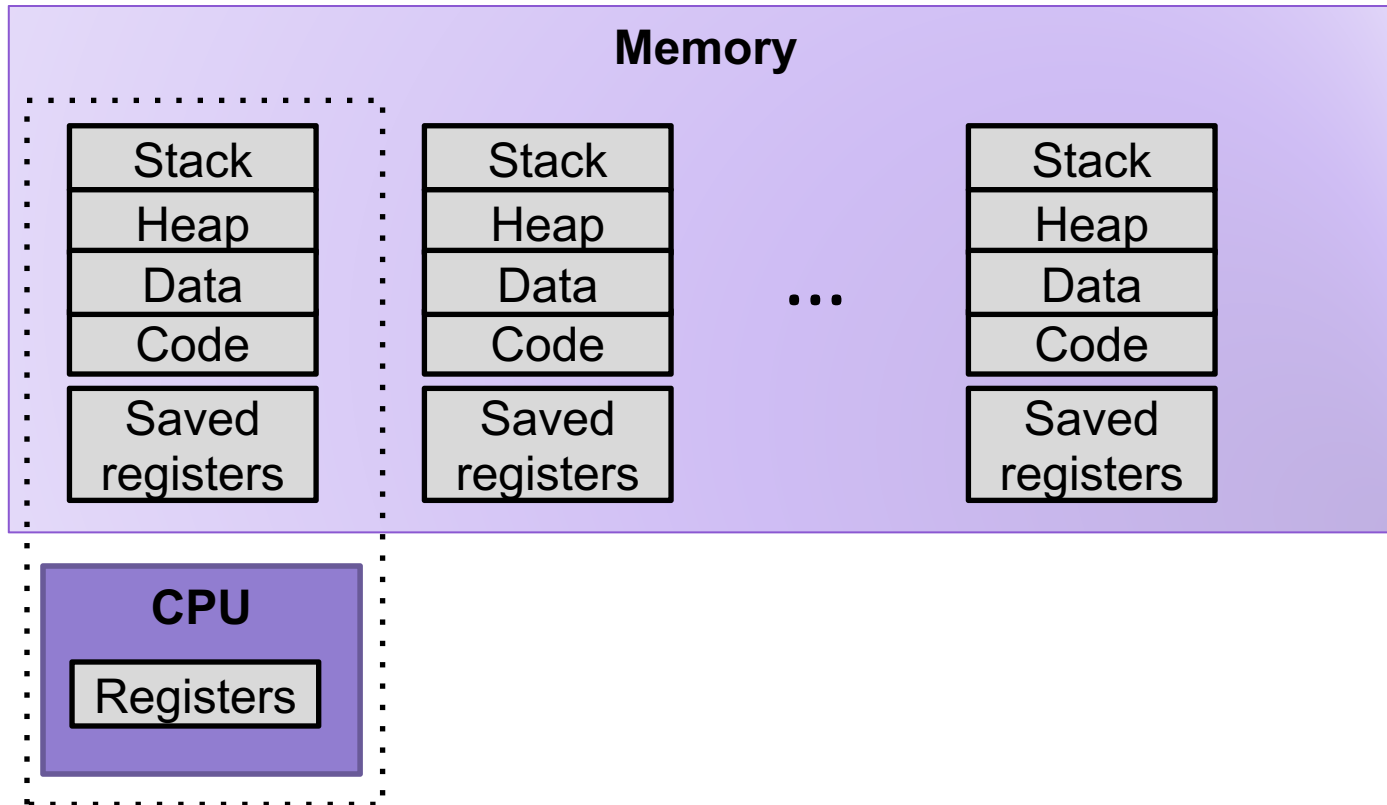 Memory
Stack
Heap
Data
Code
Saved
registers
Stack
Heap
Data
Code
Saved
registers
...
Stack
Heap
Data
Code
Saved
registers
CPU
Registers